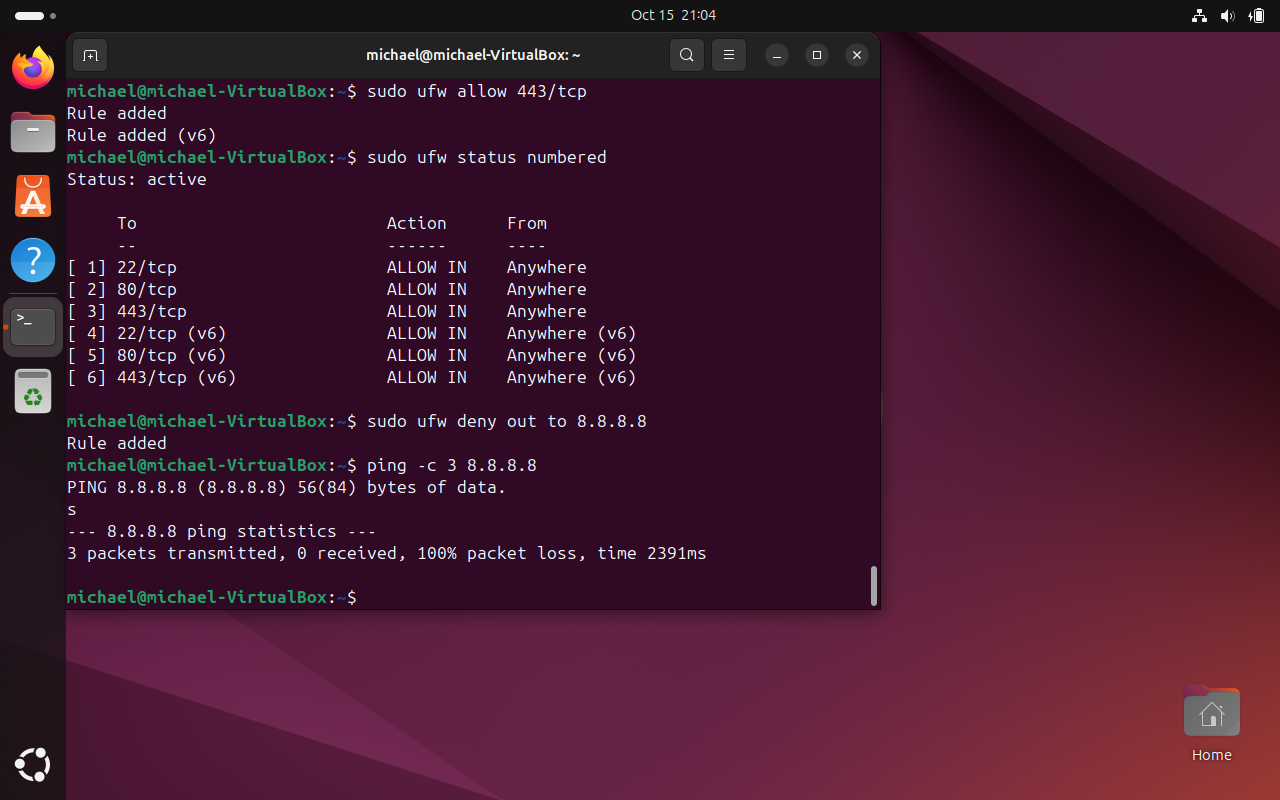 Oct 15 21:04
michael@michael-VirtualBox: ~
michael@michael-VirtualBox:~$ sudo ufw allow 443/tcp
Rule added
Rule added (v6)
michael@michael-VirtualBox:~$ sudo ufw status numbered
Status: active
To Action From
-- ------ ----
[ 1] 22/tcp ALLOW IN Anywhere
[ 2] 80/tcp ALLOW IN Anywhere
[ 3] 443/tcp ALLOW IN Anywhere
[ 4] 22/tcp (v6) ALLOW IN Anywhere (v6)
[ 5] 80/tcp (v6) ALLOW IN Anywhere (v6)
[ 6] 443/tcp (v6) ALLOW IN Anywhere (v6)
michael@michael-VirtualBox:~$ sudo ufw deny out to 8.8.8.8
Rule added
michael@michael-VirtualBox:~$ ping -c 3 8.8.8.8
PING 8.8.8.8 (8.8.8.8) 56(84) bytes of data.
s
--- 8.8.8.8 ping statistics ---
3 packets transmitted, 0 received, 100% packet loss, time 2391ms
michael@michael-VirtualBox:~$
Home